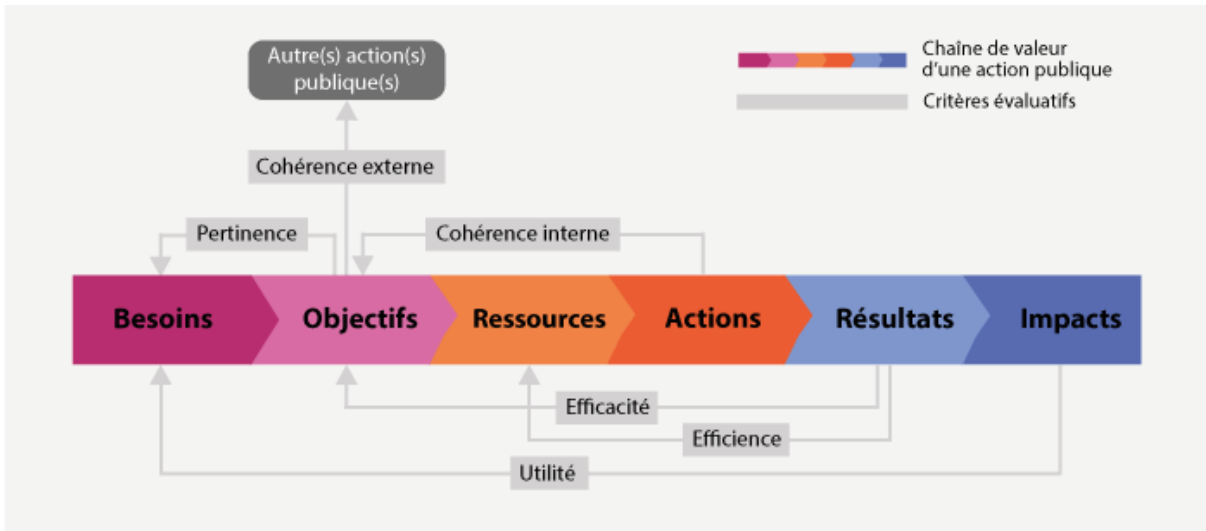 Autre(s) action(s)
publique(s)
Chaîne de valeur
d'une action publique
Critères évaluatifs
Cohérence externe
Pertinence
Cohérence interne
Besoins
Objectifs
Ressources
Actions
Résultats
Impacts
Efficacité
Efficience
Utilité